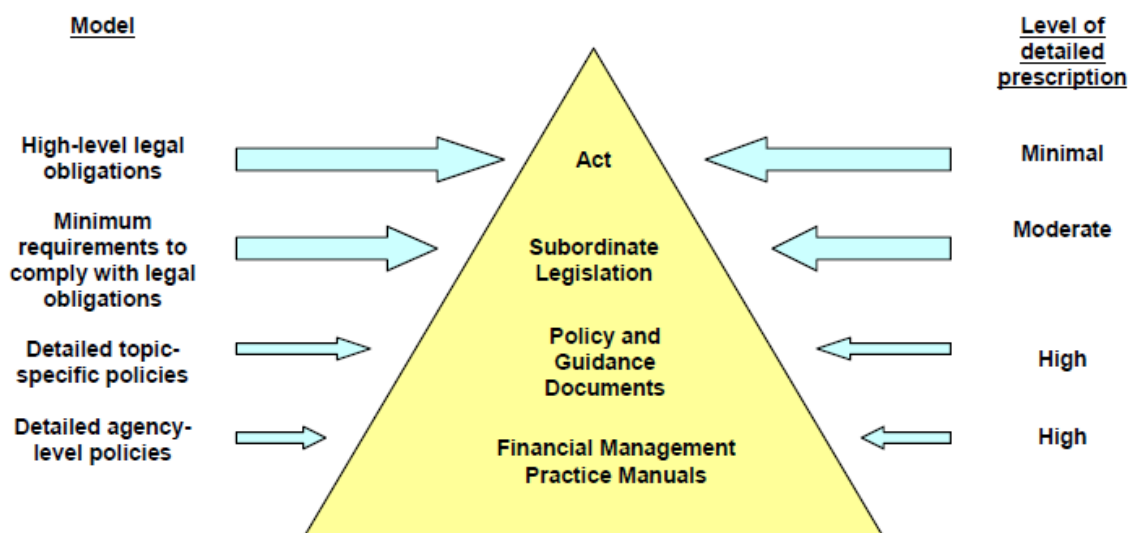 Model
Level of
detailed
prescription
High-level legal
obligations
Act
Minimal
Minimum
requirements to
comply with legal
obligations
Subordinate
Legislation
Moderate
Detailed topic-
specific policies
Policy and
Guidance
Documents
High
Detailed agency-
level policies
Financial Management
Practice Manuals
High